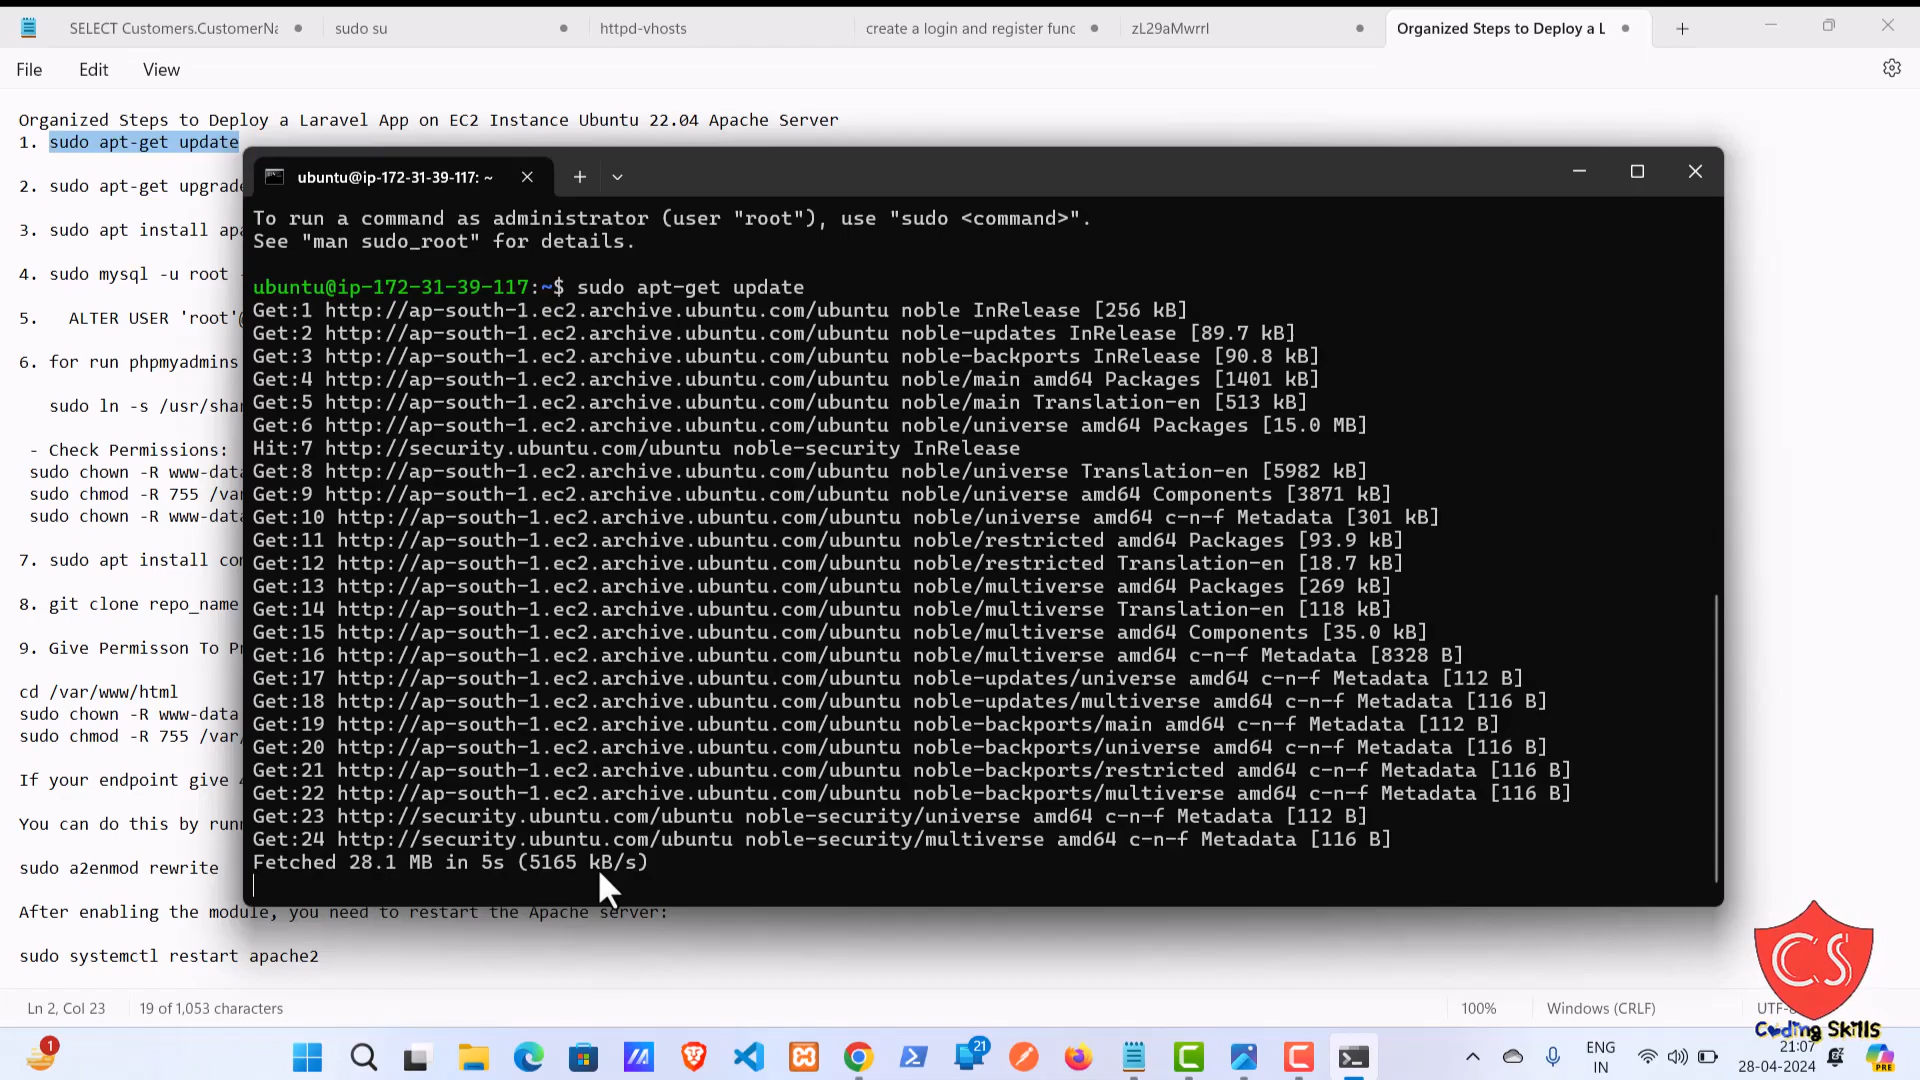 SELECT Customers.CustomerNa
sudo su
httpd-vhosts
create a login and register func
zL29aMwrrl
Organized Steps to Deploy a L
File
Edit
View
Organized Steps to Deploy a Laravel App on EC2 Instance Ubuntu 22.04 Apache Server
1. sudo apt-get update
2. sudo apt-get upgrade
3. sudo apt install apa
4. sudo mysql -u root -
5. ALTER USER 'root'@
6. for run phpmyadmins
sudo ln -s /usr/shar
- Check Permissions:
sudo chown -R www-data
sudo chmod -R 755 /var
sudo chown -R www-data
7. sudo apt install com
8. git clone repo_name
9. Give Permisson To Pr
cd /var/www/html
sudo chown -R www-data
sudo chmod -R 755 /var/
If your endpoint give 4
You can do this by runn
sudo a2enmod rewrite
After enabling the module, you need to restart the Apache server:
sudo systemctl restart apache2
ubuntu@ip-172-31-39-117: ~
To run a command as administrator (user "root"), use "sudo <command>".
See "man sudo_root" for details.
ubuntu@ip-172-31-39-117:~$ sudo apt-get update
Get:1 http://ap-south-1.ec2.archive.ubuntu.com/ubuntu noble InRelease [256 kB]
Get:2 http://ap-south-1.ec2.archive.ubuntu.com/ubuntu noble-updates InRelease [89.7 kB]
Get:3 http://ap-south-1.ec2.archive.ubuntu.com/ubuntu noble-backports InRelease [90.8 kB]
Get:4 http://ap-south-1.ec2.archive.ubuntu.com/ubuntu noble/main amd64 Packages [1401 kB]
Get:5 http://ap-south-1.ec2.archive.ubuntu.com/ubuntu noble/main Translation-en [513 kB]
Get:6 http://ap-south-1.ec2.archive.ubuntu.com/ubuntu noble/universe amd64 Packages [15.0 MB]
Hit:7 http://security.ubuntu.com/ubuntu noble-security InRelease
Get:8 http://ap-south-1.ec2.archive.ubuntu.com/ubuntu noble/universe Translation-en [5982 kB]
Get:9 http://ap-south-1.ec2.archive.ubuntu.com/ubuntu noble/universe amd64 Components [3871 kB]
Get:10 http://ap-south-1.ec2.archive.ubuntu.com/ubuntu noble/universe amd64 c-n-f Metadata [301 kB]
Get:11 http://ap-south-1.ec2.archive.ubuntu.com/ubuntu noble/restricted amd64 Packages [93.9 kB]
Get:12 http://ap-south-1.ec2.archive.ubuntu.com/ubuntu noble/restricted Translation-en [18.7 kB]
Get:13 http://ap-south-1.ec2.archive.ubuntu.com/ubuntu noble/multiverse amd64 Packages [269 kB]
Get:14 http://ap-south-1.ec2.archive.ubuntu.com/ubuntu noble/multiverse Translation-en [118 kB]
Get:15 http://ap-south-1.ec2.archive.ubuntu.com/ubuntu noble/multiverse amd64 Components [35.0 kB]
Get:16 http://ap-south-1.ec2.archive.ubuntu.com/ubuntu noble/multiverse amd64 c-n-f Metadata [8328 B]
Get:17 http://ap-south-1.ec2.archive.ubuntu.com/ubuntu noble-updates/universe amd64 c-n-f Metadata [112 B]
Get:18 http://ap-south-1.ec2.archive.ubuntu.com/ubuntu noble-updates/multiverse amd64 c-n-f Metadata [116 B]
Get:19 http://ap-south-1.ec2.archive.ubuntu.com/ubuntu noble-backports/main amd64 c-n-f Metadata [112 B]
Get:20 http://ap-south-1.ec2.archive.ubuntu.com/ubuntu noble-backports/universe amd64 c-n-f Metadata [116 B]
Get:21 http://ap-south-1.ec2.archive.ubuntu.com/ubuntu noble-backports/restricted amd64 c-n-f Metadata [116 B]
Get:22 http://ap-south-1.ec2.archive.ubuntu.com/ubuntu noble-backports/multiverse amd64 c-n-f Metadata [116 B]
Get:23 http://security.ubuntu.com/ubuntu noble-security/universe amd64 c-n-f Metadata [112 B]
Get:24 http://security.ubuntu.com/ubuntu noble-security/multiverse amd64 c-n-f Metadata [116 B]
Fetched 28.1 MB in 5s (5165 kB/s)
CS
Coding Skills
Ln 2, Col 23
19 of 1,053 characters
100%
Windows (CRLF)
UTF-
1
21
ENG
IN
21:07
28-04-2024
PRE